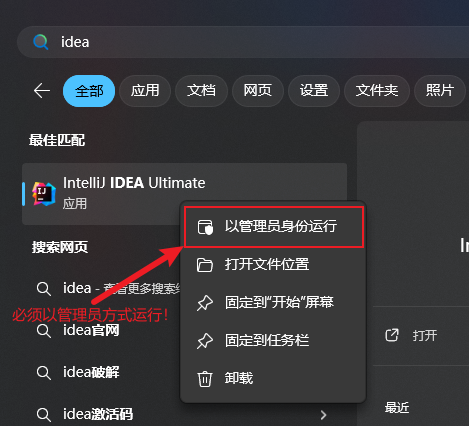 idea
全部 应用 文档 网页 设置 文件夹 照片
最佳匹配
IntelliJ IDEA Ultimate
应用
以管理员身份运行
In
搜索网页
打开文件位置
idea - 查看更多搜索结
固定到“开始”屏幕
必须以管理员方式运行！
idea官网
固定到任务栏
打开
idea破解
卸载
idea激活码
最近